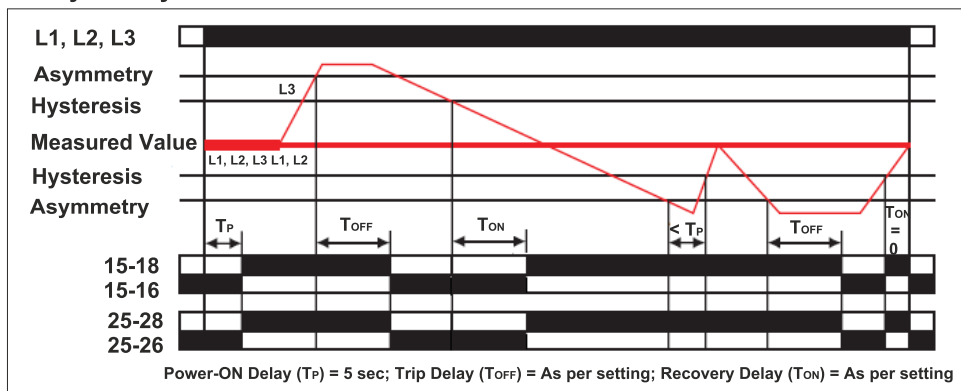 L1, L2, L3
Asymmetry
L3
Hysteresis
Measured Value
L1, L2, L3 L1, L2
Hysteresis
Asymmetry
TP
TOFF
TON
< TP
TOFF
TON
=
0
15-18
15-16
25-28
25-26
Power-ON Delay (TP) = 5 sec; Trip Delay (TOFF) = As per setting; Recovery Delay (TON) = As per setting